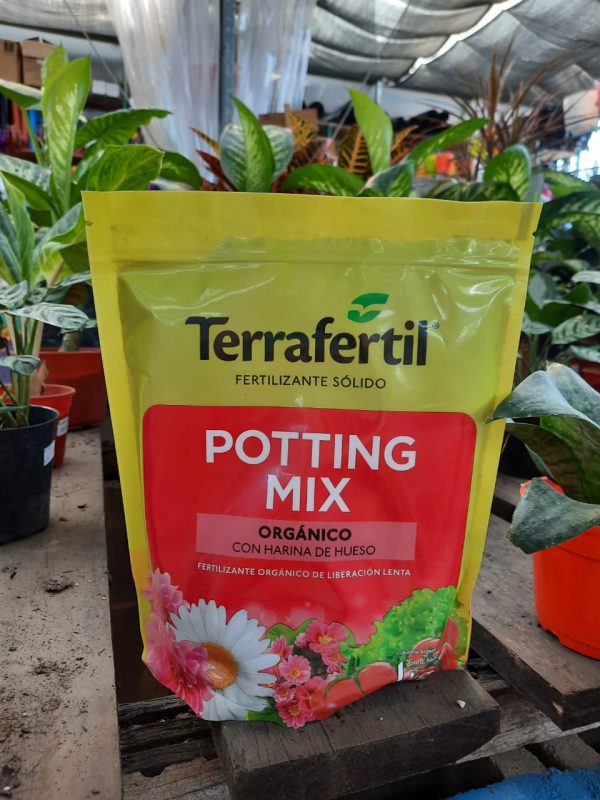 Terrafertil®
FERTILIZANTE SÓLIDO
POTTING
MIX
ORGÁNICO
CON HARINA DE HUESO
FERTILIZANTE ORGÁNICO DE LIBERACIÓN LENTA